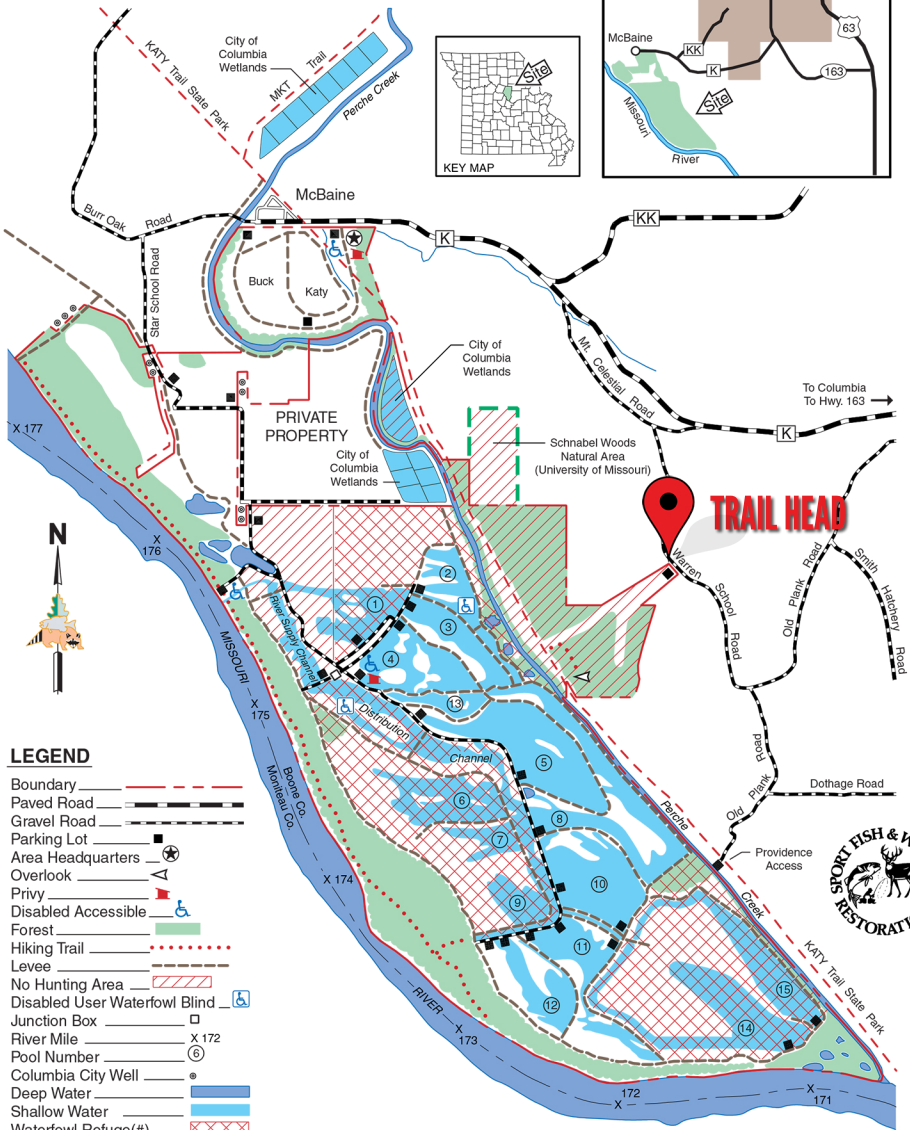 City of
Columbia
Wetlands
KATY Trail State Park
MKT Trail
Perche Creek
Site
KEY MAP
McBaine
KK
K
63
163
Site
Missouri
River
McBaine
Burr Oak Road
Star School Road
K
KK
Buck
Katy
City of
Columbia
Wetlands
Mt. Celestial Road
To Columbia
To Hwy. 163
K
PRIVATE
PROPERTY
City of
Columbia
Wetlands
Schnabel Woods
Natural Area
(University of Missouri)
TRAIL HEAD
X 177
X
176
N
Warren School Road
Old Plank Road
Smith Hatchery Road
MISSOURI
River Supply Channel
1
2
3
4
13
Distribution
Channel
X
175
Boone Co.
Moniteau Co.
5
6
7
8
9
10
11
12
14
15
Perche
Creek
Old Plank Road
Dothage Road
Providence
Access
KATY Trail State Park
SPORT FISH & W
RESTORATI
X 174
RIVER
X
173
172
X
X
171
LEGEND
Boundary
Paved Road
Gravel Road
Parking Lot
Area Headquarters
Overlook
Privy
Disabled Accessible
Forest
Hiking Trail
Levee
No Hunting Area
Disabled User Waterfowl Blind
Junction Box
River Mile X 172
Pool Number 6
Columbia City Well
Deep Water
Shallow Water
Waterfowl Refuge(#)